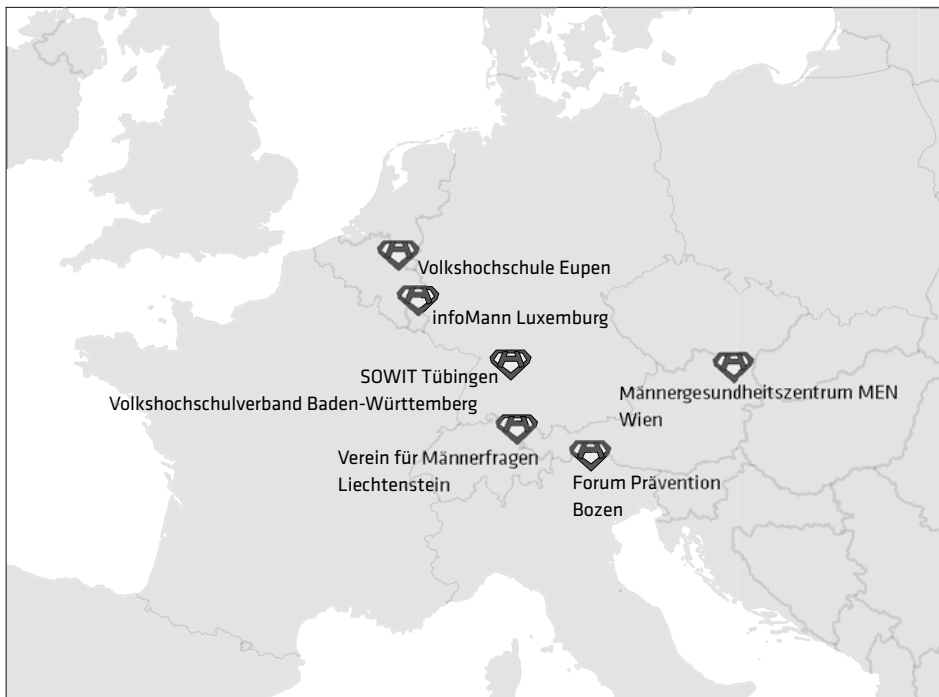 Volkshochschule Eupen
infoMann Luxemburg
SOWIT Tübingen
Volkshochschulverband Baden-Württemberg
Männergesundheitszentrum MEN
Wien
Verein für Männerfragen
Liechtenstein
Forum Prävention
Bozen